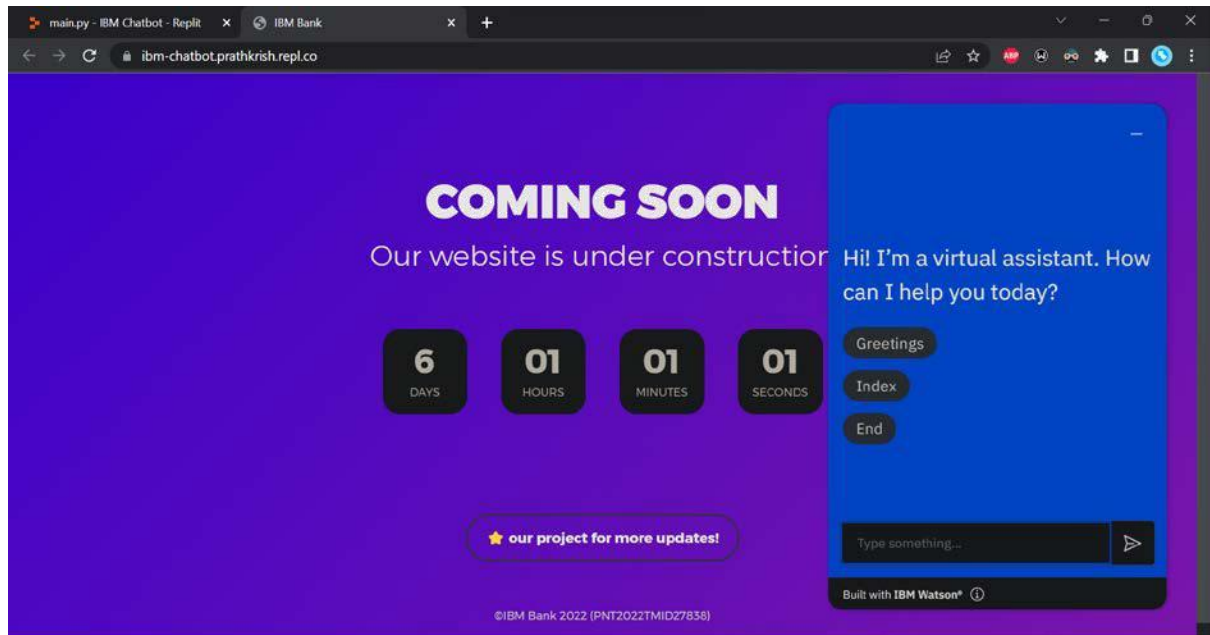 main.py - IBM Chatbot - Replit
IBM Bank
ibm-chatbot.prathkrish.repl.co
ABP
COMING SOON
Our website is under construction
6
DAYS
01
HOURS
01
MINUTES
01
SECONDS
⭐ our project for more updates!
©IBM Bank 2022 (PNT2022TMID27838)
Hi! I'm a virtual assistant. How
can I help you today?
Greetings
Index
End
Type something...
Built with IBM Watson®